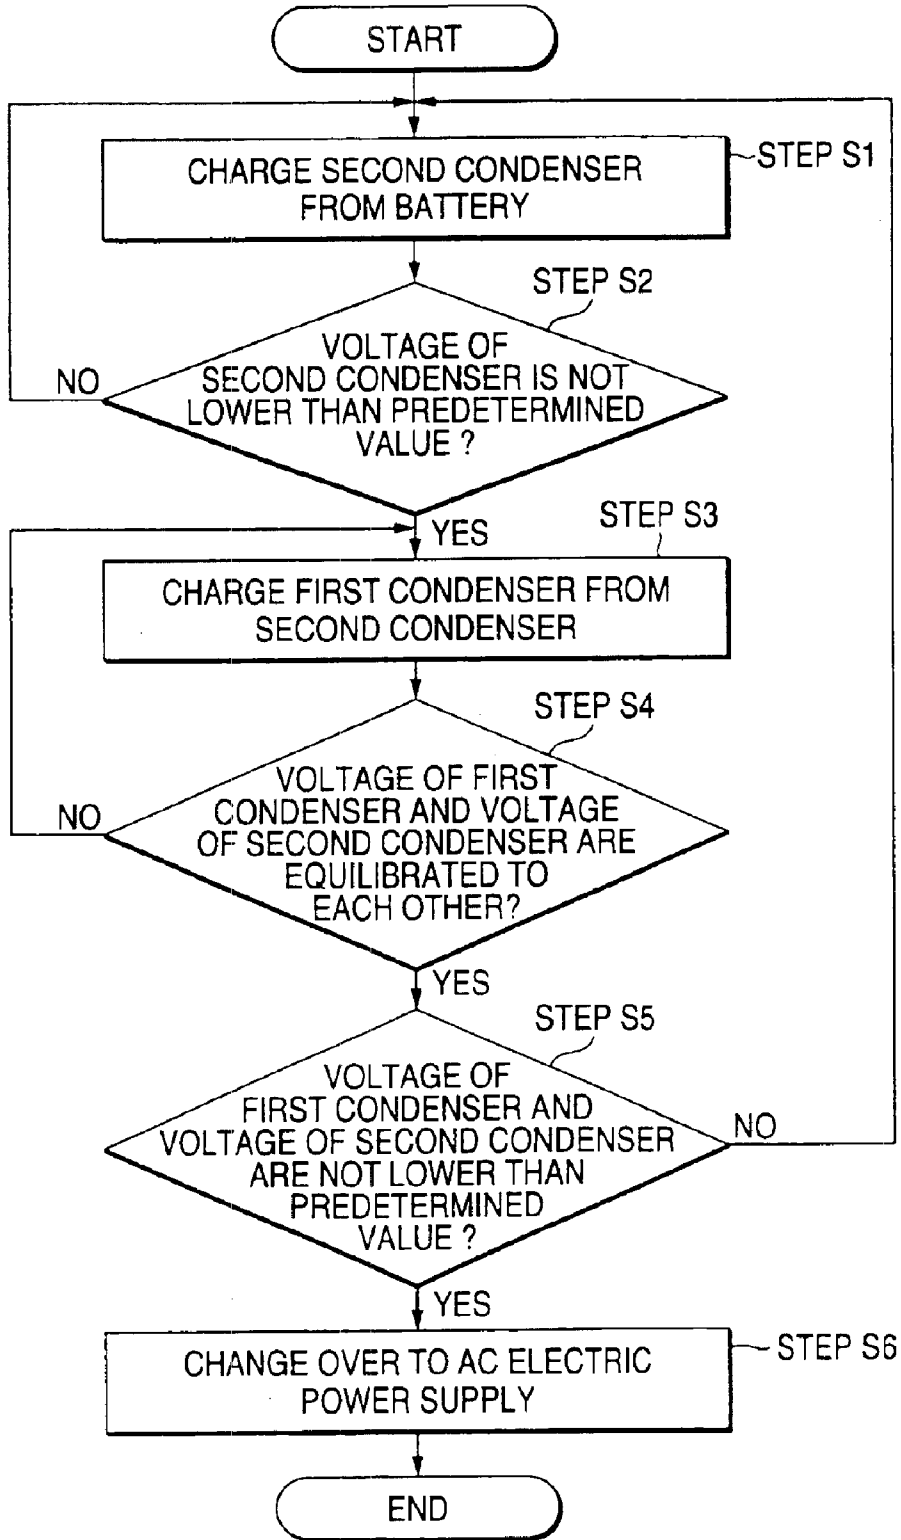 START
CHARGE SECOND CONDENSER
FROM BATTERY
STEP S1
STEP S2
VOLTAGE OF
SECOND CONDENSER IS NOT
LOWER THAN PREDETERMINED
VALUE ?
NO
YES
STEP S3
CHARGE FIRST CONDENSER FROM
SECOND CONDENSER
STEP S4
VOLTAGE OF FIRST
CONDENSER AND VOLTAGE
OF SECOND CONDENSER ARE
EQUILIBRATED TO
EACH OTHER?
NO
YES
STEP S5
VOLTAGE OF
FIRST CONDENSER AND
VOLTAGE OF SECOND CONDENSER
ARE NOT LOWER THAN
PREDETERMINED
VALUE ?
NO
YES
CHANGE OVER TO AC ELECTRIC
POWER SUPPLY
STEP S6
END